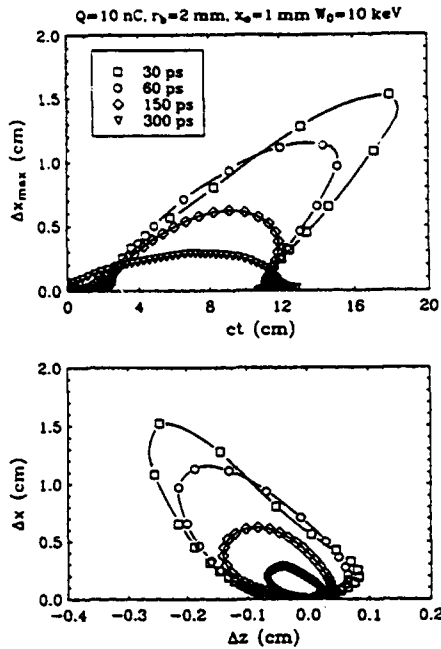 Q=10 nC, r_b=2 mm, x_e=1 mm W_0=10 keV
2.0
1.5
1.0
0.5
0.0
Δx_max (cm)
30 ps
60 ps
150 ps
300 ps
0 4 8 12 16 20
ct (cm)
2.0
1.5
1.0
0.5
0.0
Δx (cm)
−0.4 −0.3 −0.2 −0.1 0.0 0.1 0.2
Δz (cm)